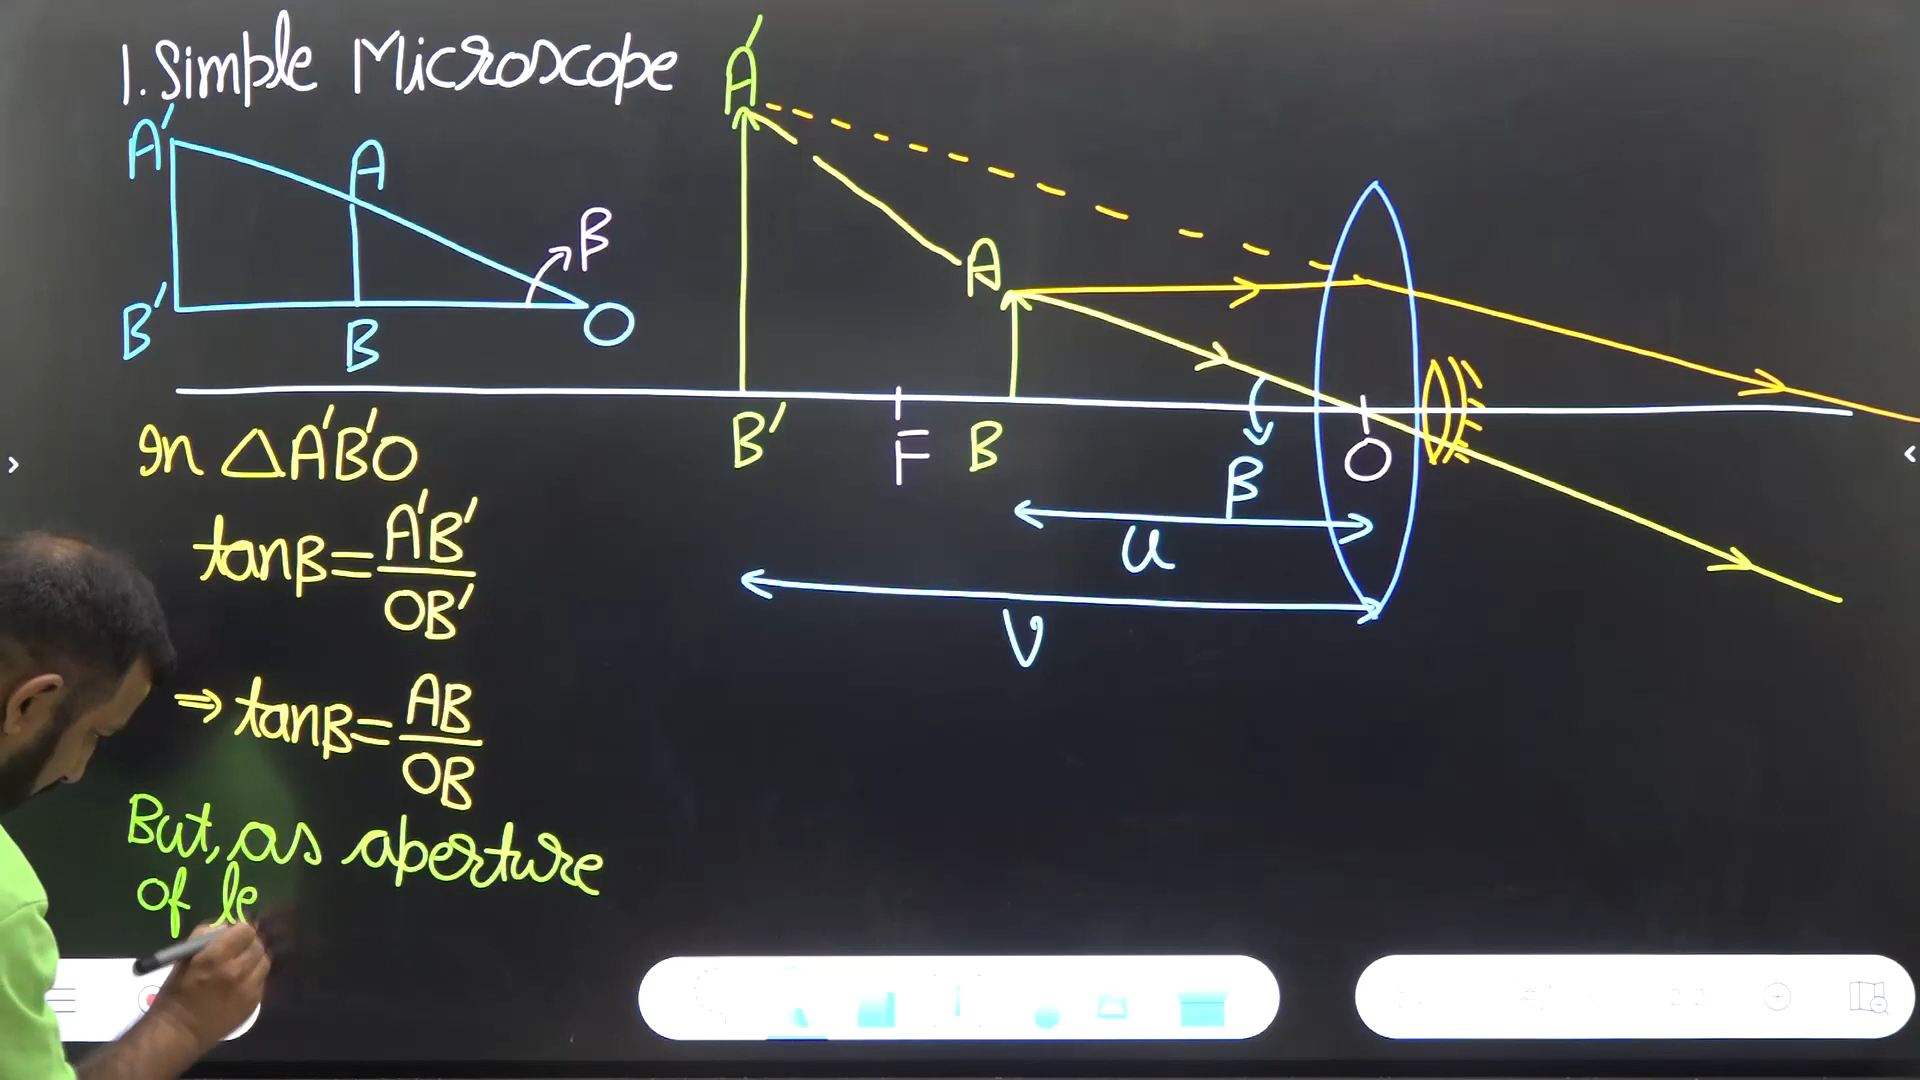 1. Simple Microscope
A'
A'
A
β
B'
B
O
A
B'
F
B
β
O
u
v
In △A'B'O
tanβ = A'B'/OB'
⇒ tanβ = AB/OB
But, as aperture
of le